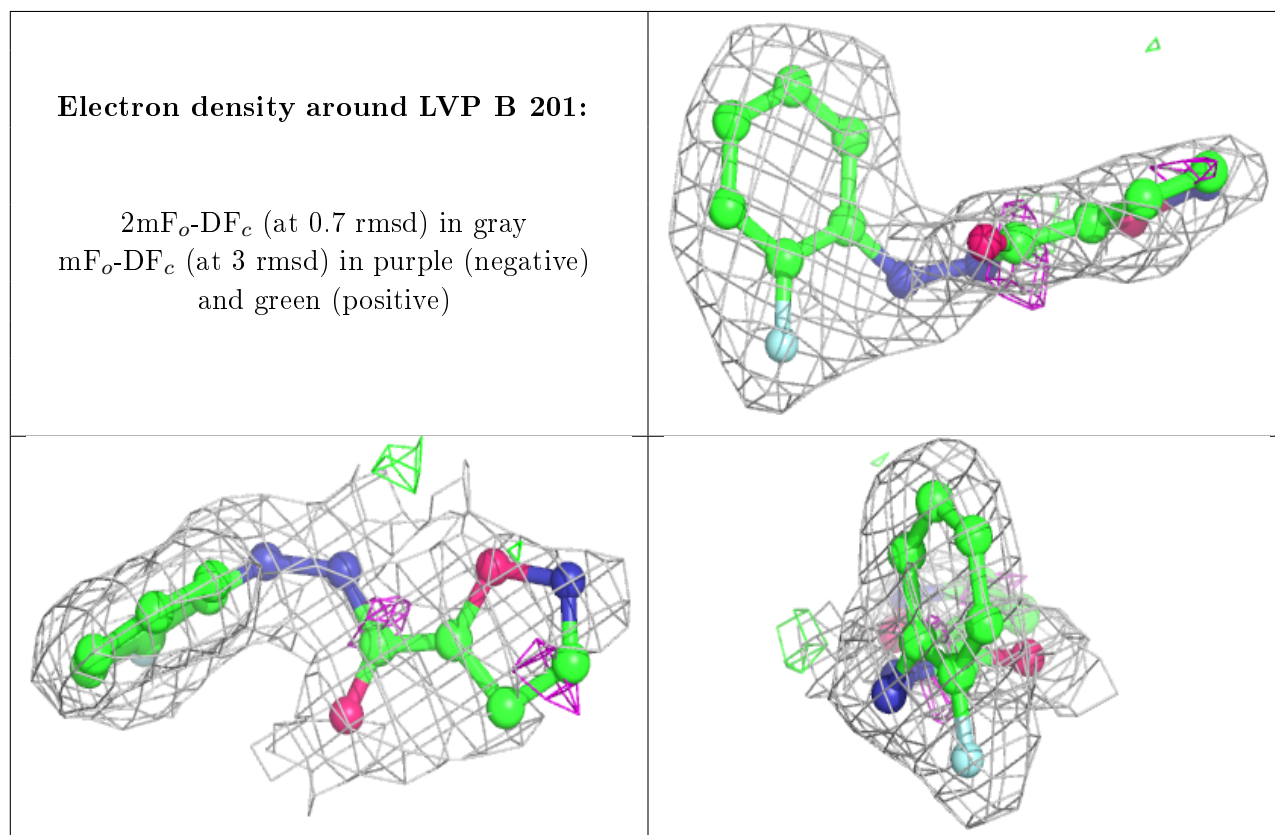 Electron density around LVP B 201:
2mFₒ-DF𝒸 (at 0.7 rmsd) in gray
mFₒ-DF𝒸 (at 3 rmsd) in purple (negative)
and green (positive)